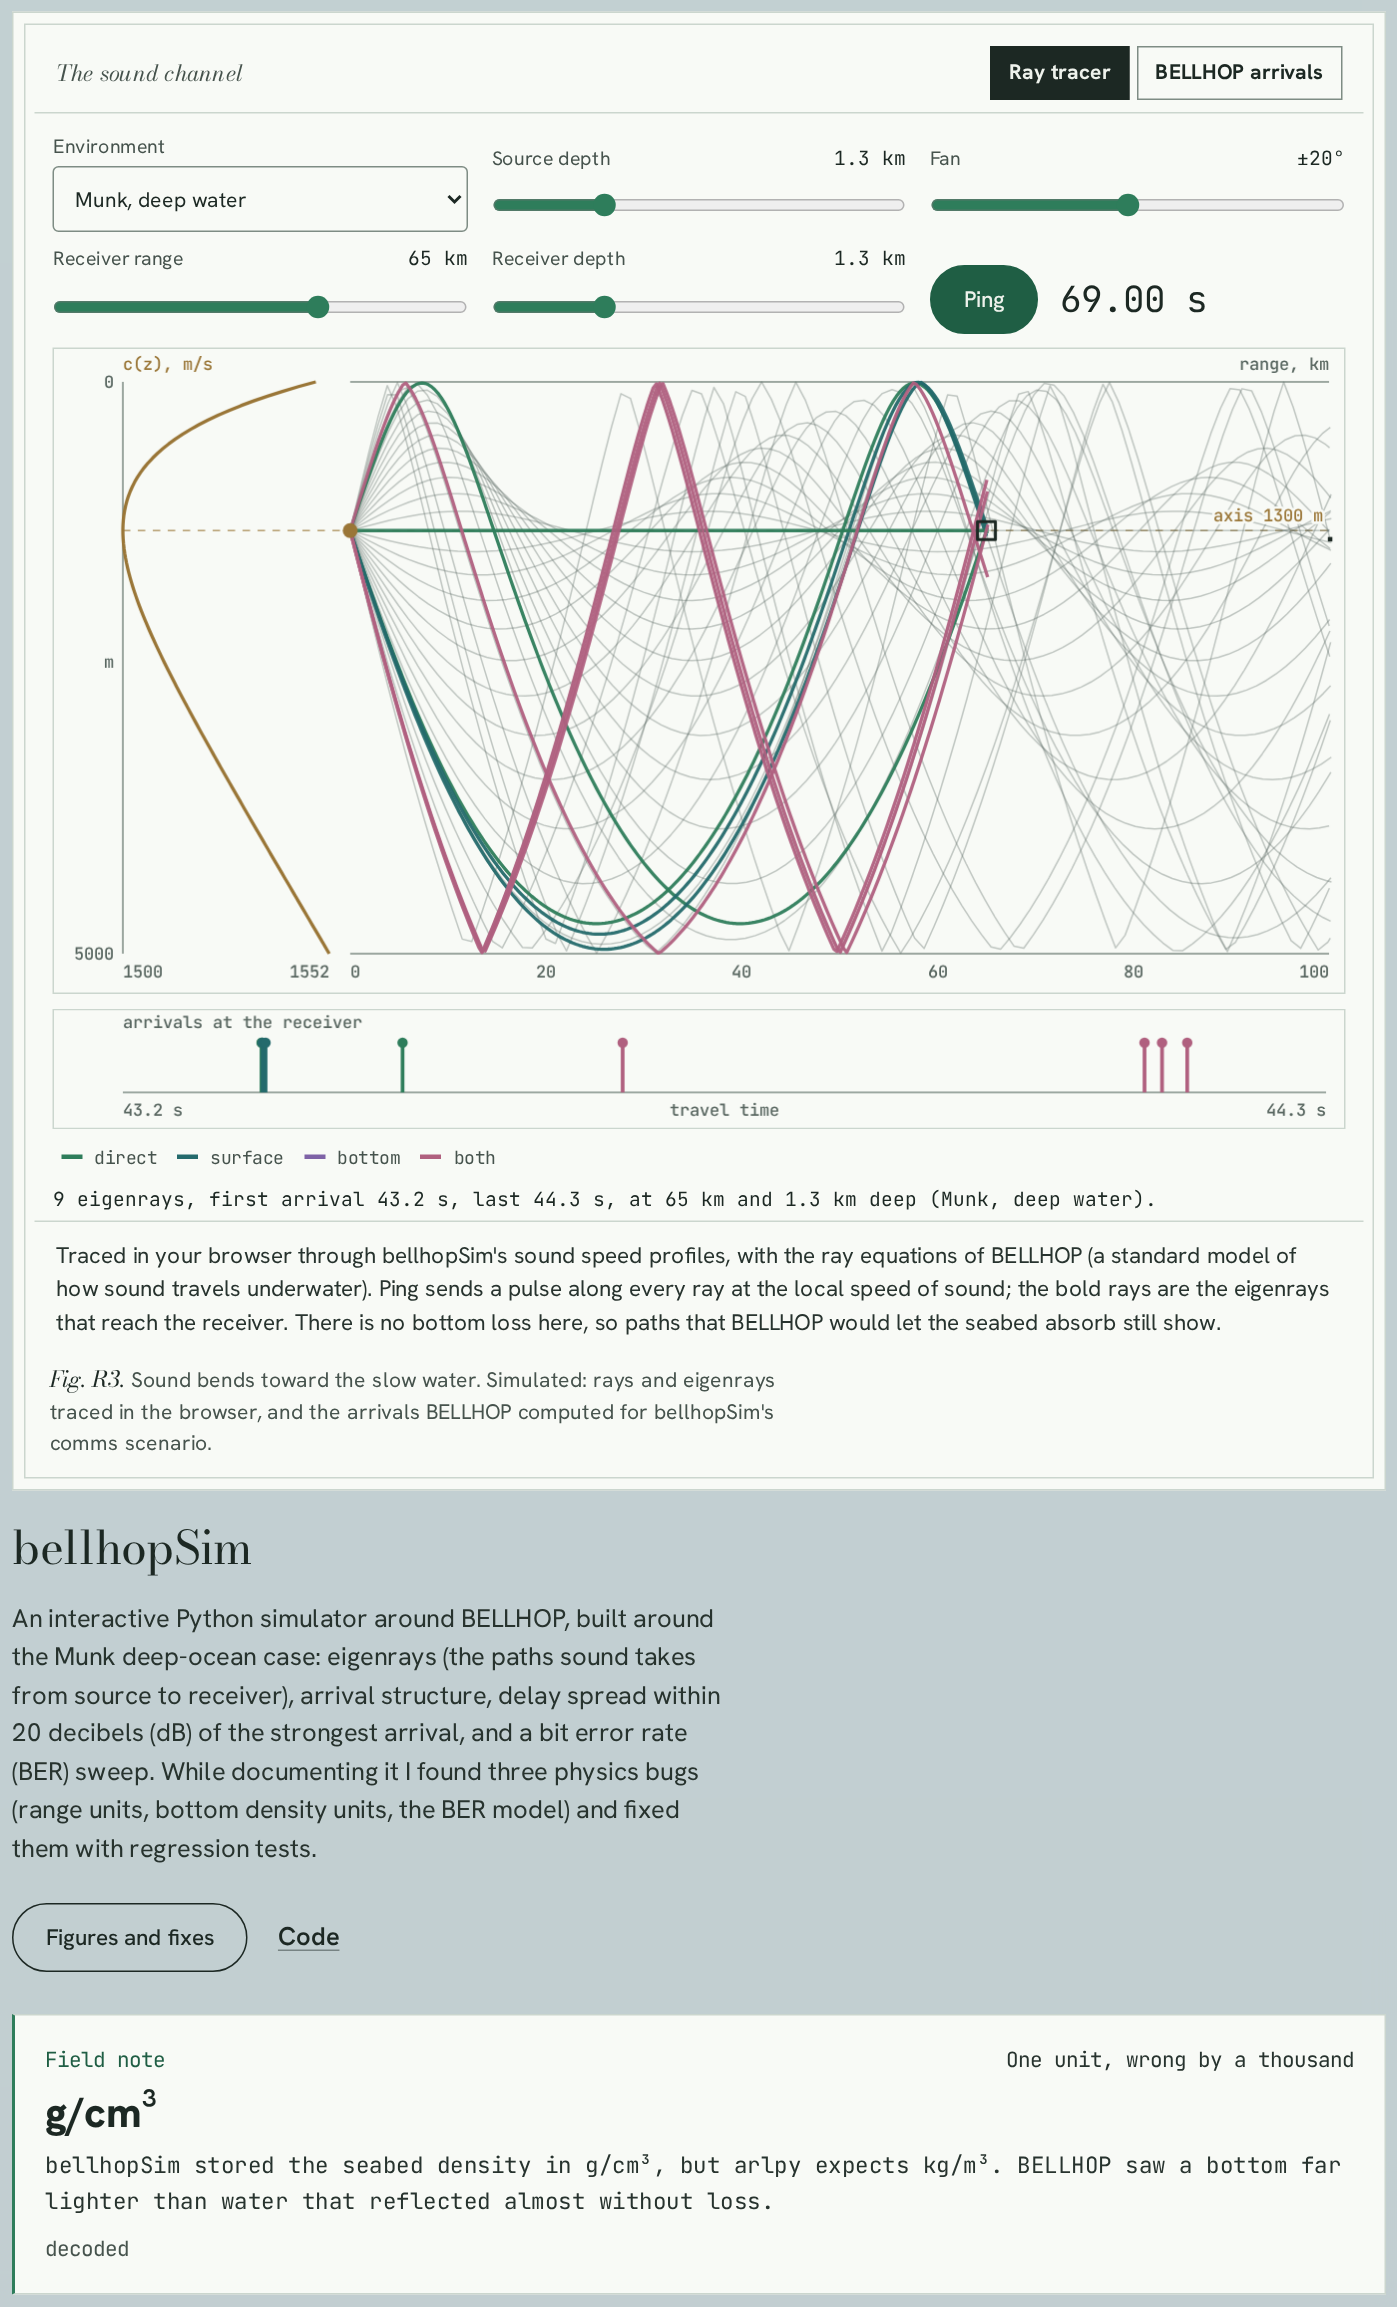 The sound channel
Ray tracer
BELLHOP arrivals
Environment
Munk, deep water
Source depth
1.3 km
Fan
±20°
Receiver range
65 km
Receiver depth
1.3 km
Ping
69.00 s
c(z), m/s
range, km
0
axis 1300 m
m
5000
1500
1552
0
20
40
60
80
100
arrivals at the receiver
43.2 s
travel time
44.3 s
direct
surface
bottom
both
9 eigenrays, first arrival 43.2 s, last 44.3 s, at 65 km and 1.3 km deep (Munk, deep water).
Traced in your browser through bellhopSim's sound speed profiles, with the ray equations of BELLHOP (a standard model of
how sound travels underwater). Ping sends a pulse along every ray at the local speed of sound; the bold rays are the eigenrays
that reach the receiver. There is no bottom loss here, so paths that BELLHOP would let the seabed absorb still show.
Fig. R3. Sound bends toward the slow water. Simulated: rays and eigenrays
traced in the browser, and the arrivals BELLHOP computed for bellhopSim's
comms scenario.
bellhopSim
An interactive Python simulator around BELLHOP, built around
the Munk deep-ocean case: eigenrays (the paths sound takes
from source to receiver), arrival structure, delay spread within
20 decibels (dB) of the strongest arrival, and a bit error rate
(BER) sweep. While documenting it I found three physics bugs
(range units, bottom density units, the BER model) and fixed
them with regression tests.
Figures and fixes
Code
Field note
One unit, wrong by a thousand
g/cm³
bellhopSim stored the seabed density in g/cm³, but arlpy expects kg/m³. BELLHOP saw a bottom far
lighter than water that reflected almost without loss.
decoded